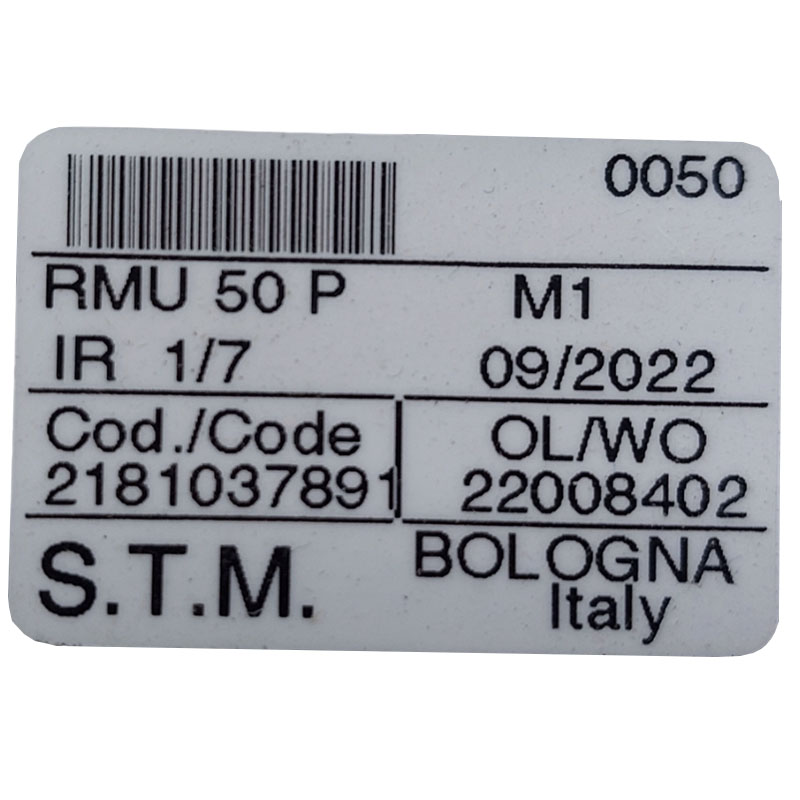 0050
RMU 50 P M1
IR 1/7 09/2022
Cod./Code OL/WO
2181037891 22008402
S.T.M. BOLOGNA
Italy